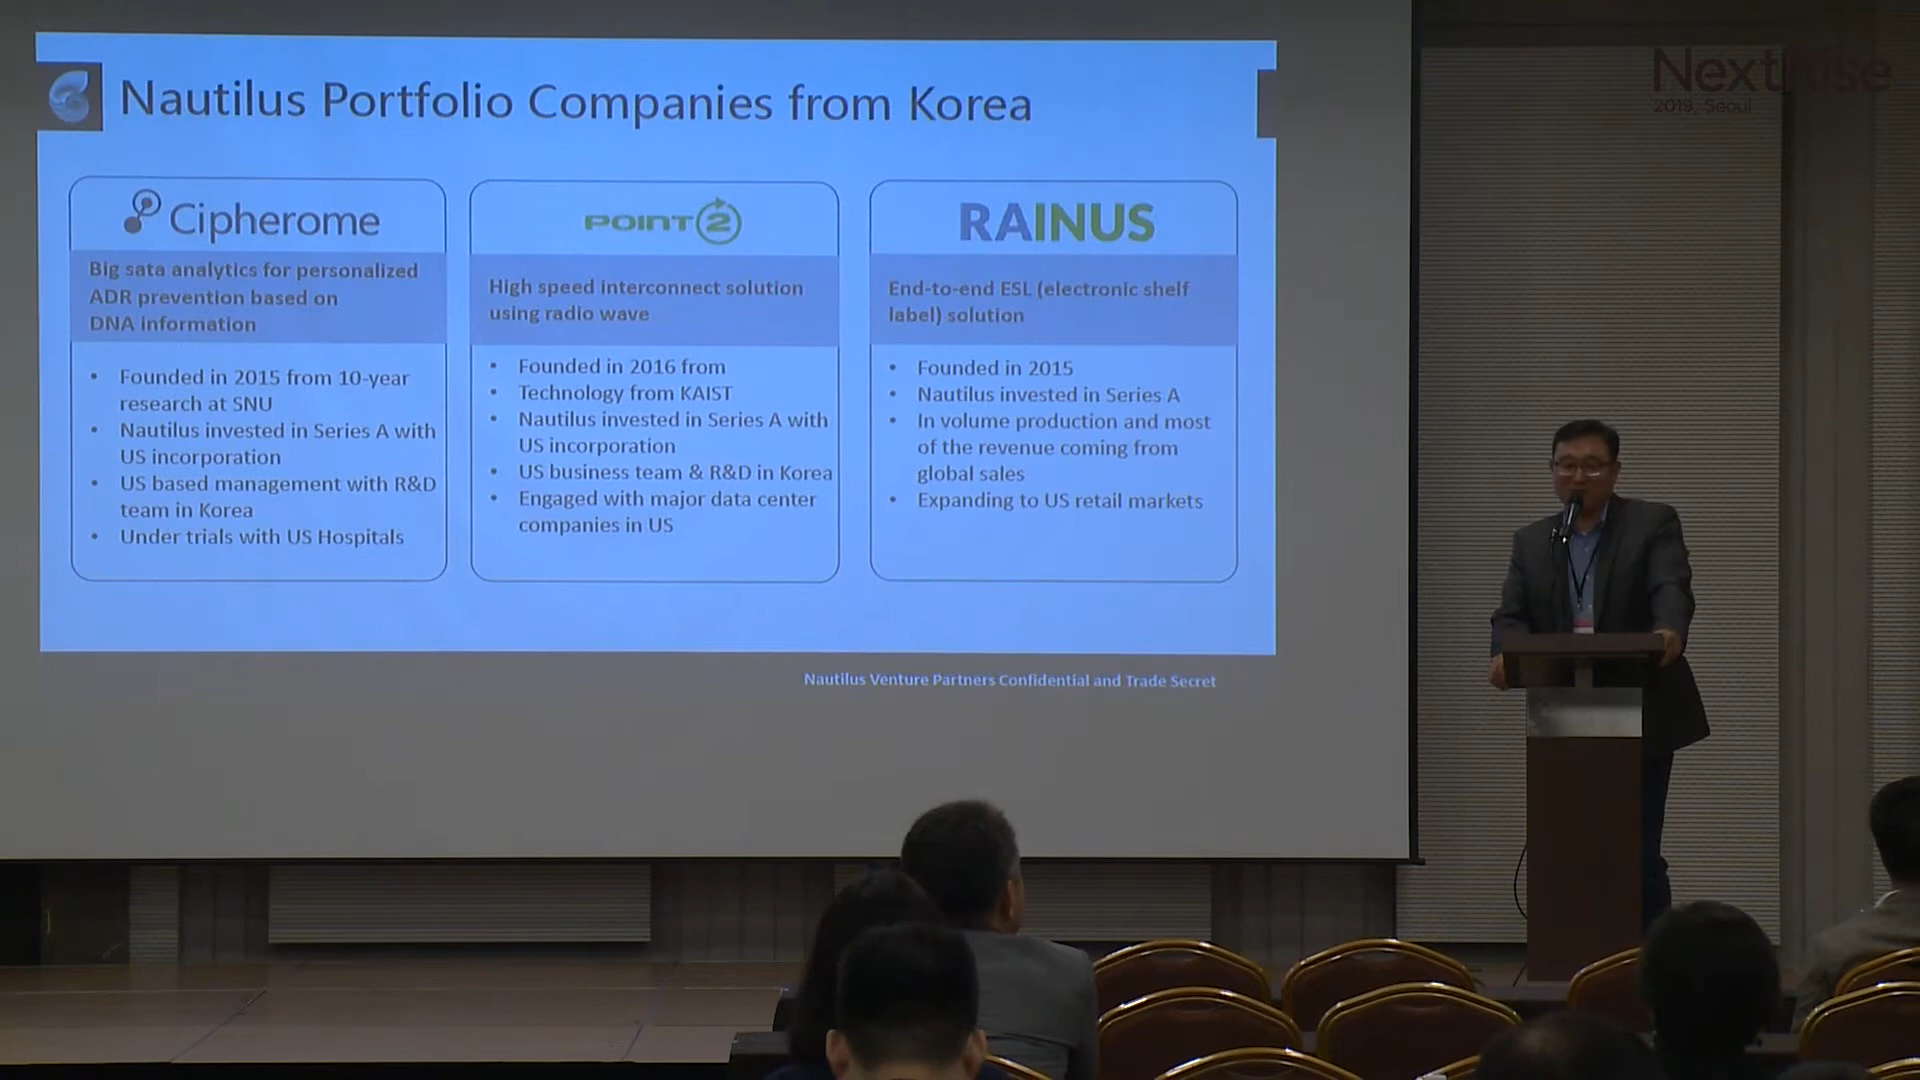 Nautilus Portfolio Companies from Korea
NextRise
2019, Seoul
Cipherome
Big sata analytics for personalized
ADR prevention based on
DNA information
• Founded in 2015 from 10-year
research at SNU
• Nautilus invested in Series A with
US incorporation
• US based management with R&D
team in Korea
• Under trials with US Hospitals
POINT 2
High speed interconnect solution
using radio wave
• Founded in 2016 from
• Technology from KAIST
• Nautilus invested in Series A with
US incorporation
• US business team & R&D in Korea
• Engaged with major data center
companies in US
RAINUS
End-to-end ESL (electronic shelf
label) solution
• Founded in 2015
• Nautilus invested in Series A
• In volume production and most
of the revenue coming from
global sales
• Expanding to US retail markets
Nautilus Venture Partners Confidential and Trade Secret